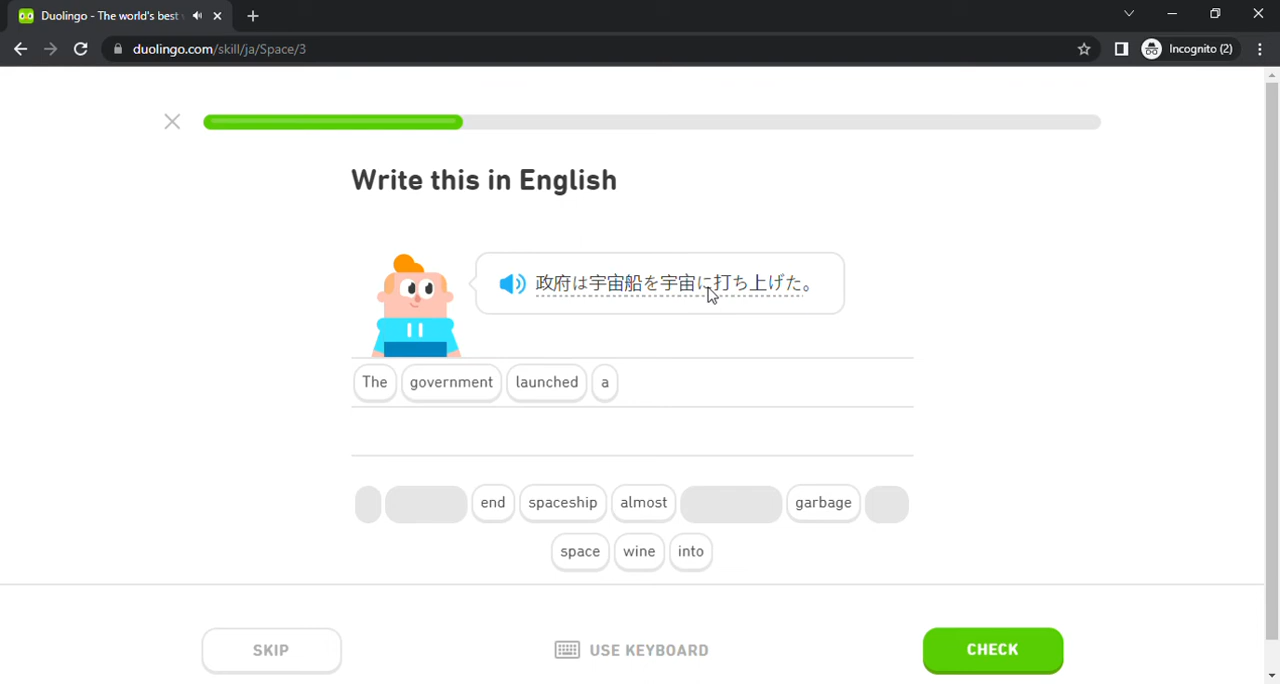 Duolingo - The world's best
duolingo.com/skill/ja/Space/3
Incognito (2)
Write this in English
政府は宇宙船を宇宙に打ち上げた。
The government launched a
end spaceship almost garbage
space wine into
SKIP
USE KEYBOARD
CHECK